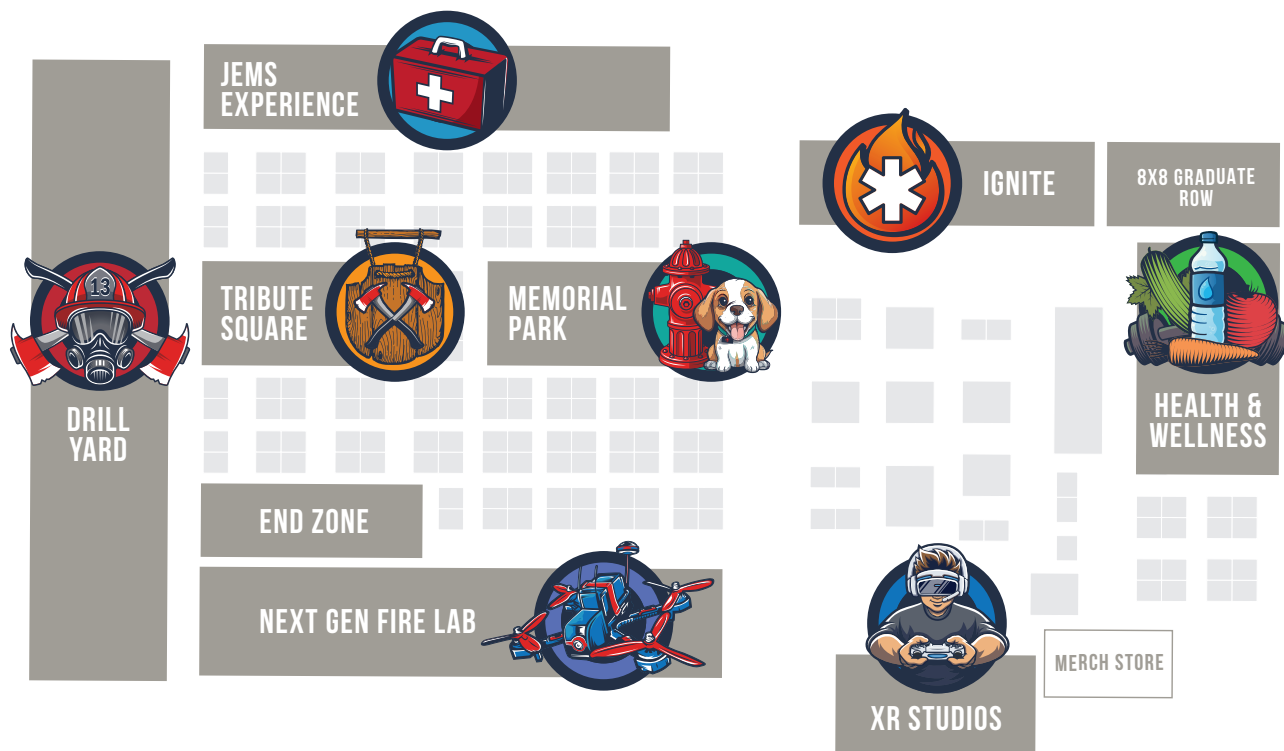 JEMS
EXPERIENCE
IGNITE
8X8 GRADUATE
ROW
13
TRIBUTE
SQUARE
MEMORIAL
PARK
DRILL
YARD
HEALTH &
WELLNESS
END ZONE
NEXT GEN FIRE LAB
MERCH STORE
XR STUDIOS